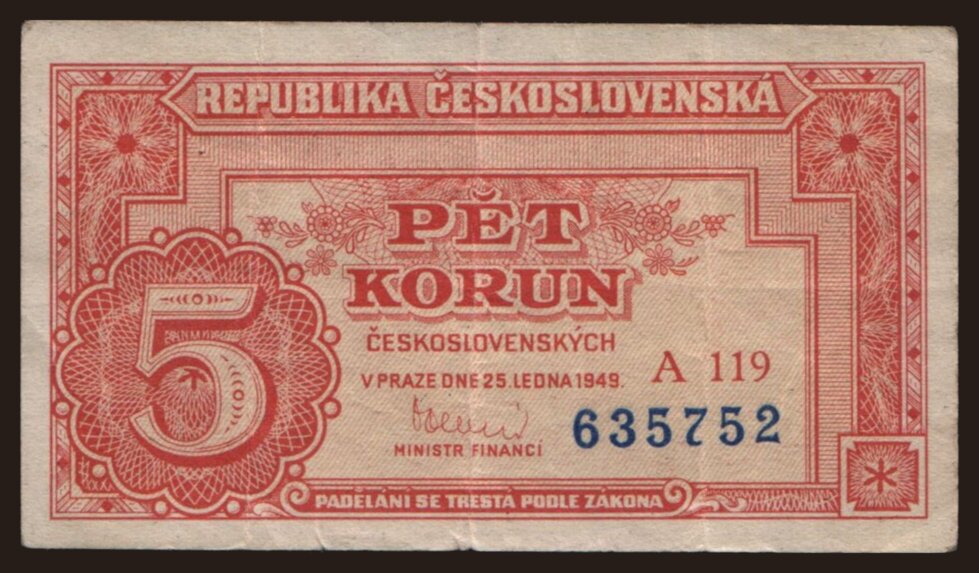 REPUBLIKA ČESKOSLOVENSKÁ
PĚT
KORUN
5
ČESKOSLOVENSKÝCH
V PRAZE DNE 25. LEDNA 1949.
A 119
635752
MINISTR FINANCÍ
PADĚLÁNÍ SE TRESTÁ PODLE ZÁKONA